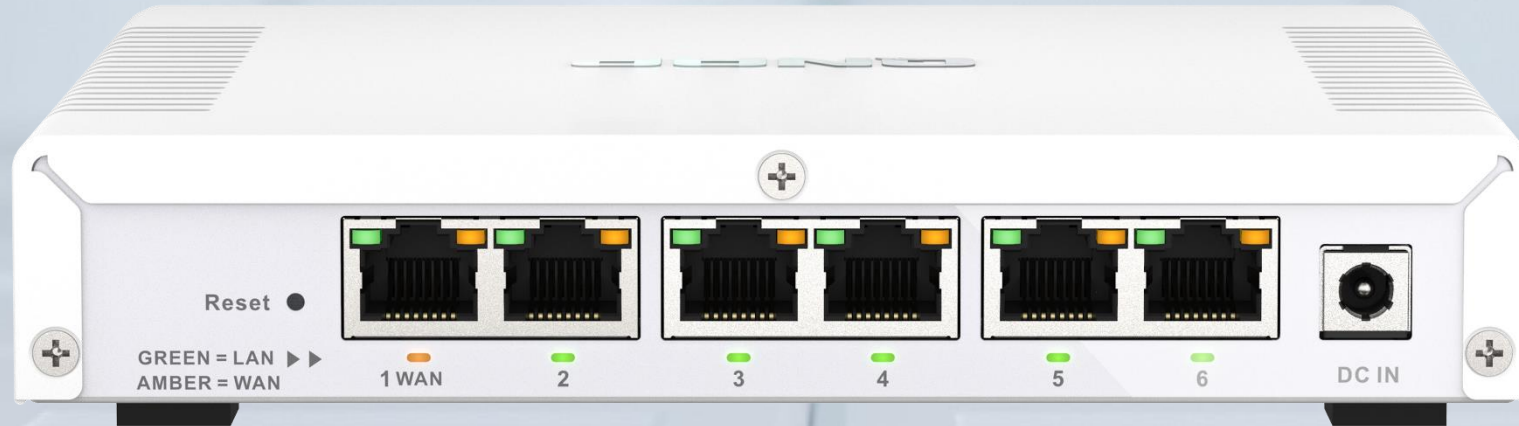 Reset
GREEN = LAN ▶ ▶
AMBER = WAN
1 WAN
2
3
4
5
6
DC IN